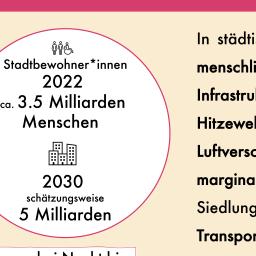 Stadtbewohner*innen
2022
ca. 3.5 Milliarden
Menschen
2030
schätzungsweise
5 Milliarden
In städti
menschli
Infrastru
Hitzewel
Luftversc
margina
Siedlung
Transpor